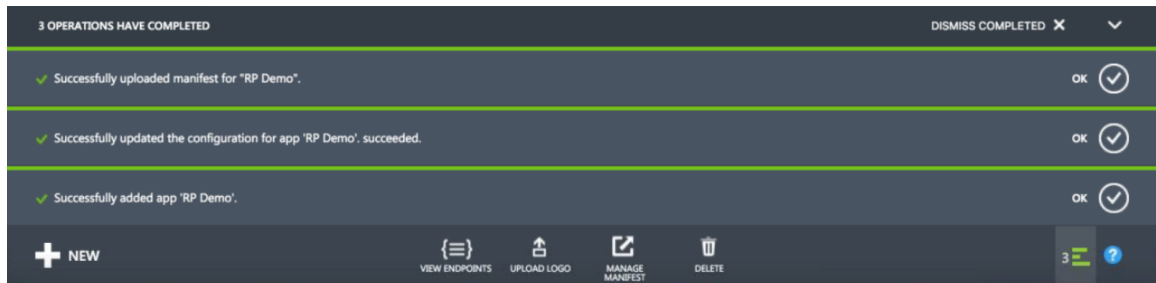 3 OPERATIONS HAVE COMPLETED DISMISS COMPLETED
Successfully uploaded manifest for "RP Demo". OK
Successfully updated the configuration for app 'RP Demo'. succeeded. OK
Successfully added app 'RP Demo'. OK
NEW VIEW ENDPOINTS UPLOAD LOGO MANAGE MANIFEST DELETE 3 ?